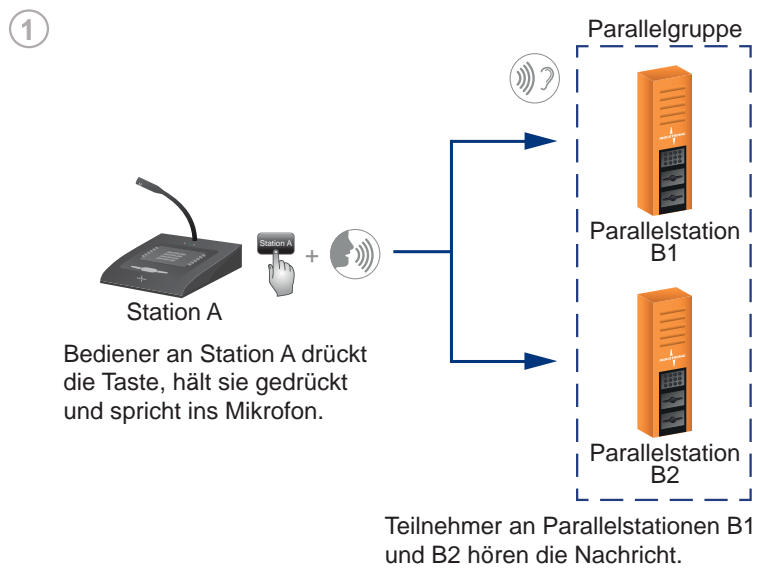 1
Parallelgruppe
Parallelstation
B1
Station A
Station A
Bediener an Station A drückt
die Taste, hält sie gedrückt
und spricht ins Mikrofon.
+
Parallelstation
B2
Teilnehmer an Parallelstationen B1
und B2 hören die Nachricht.